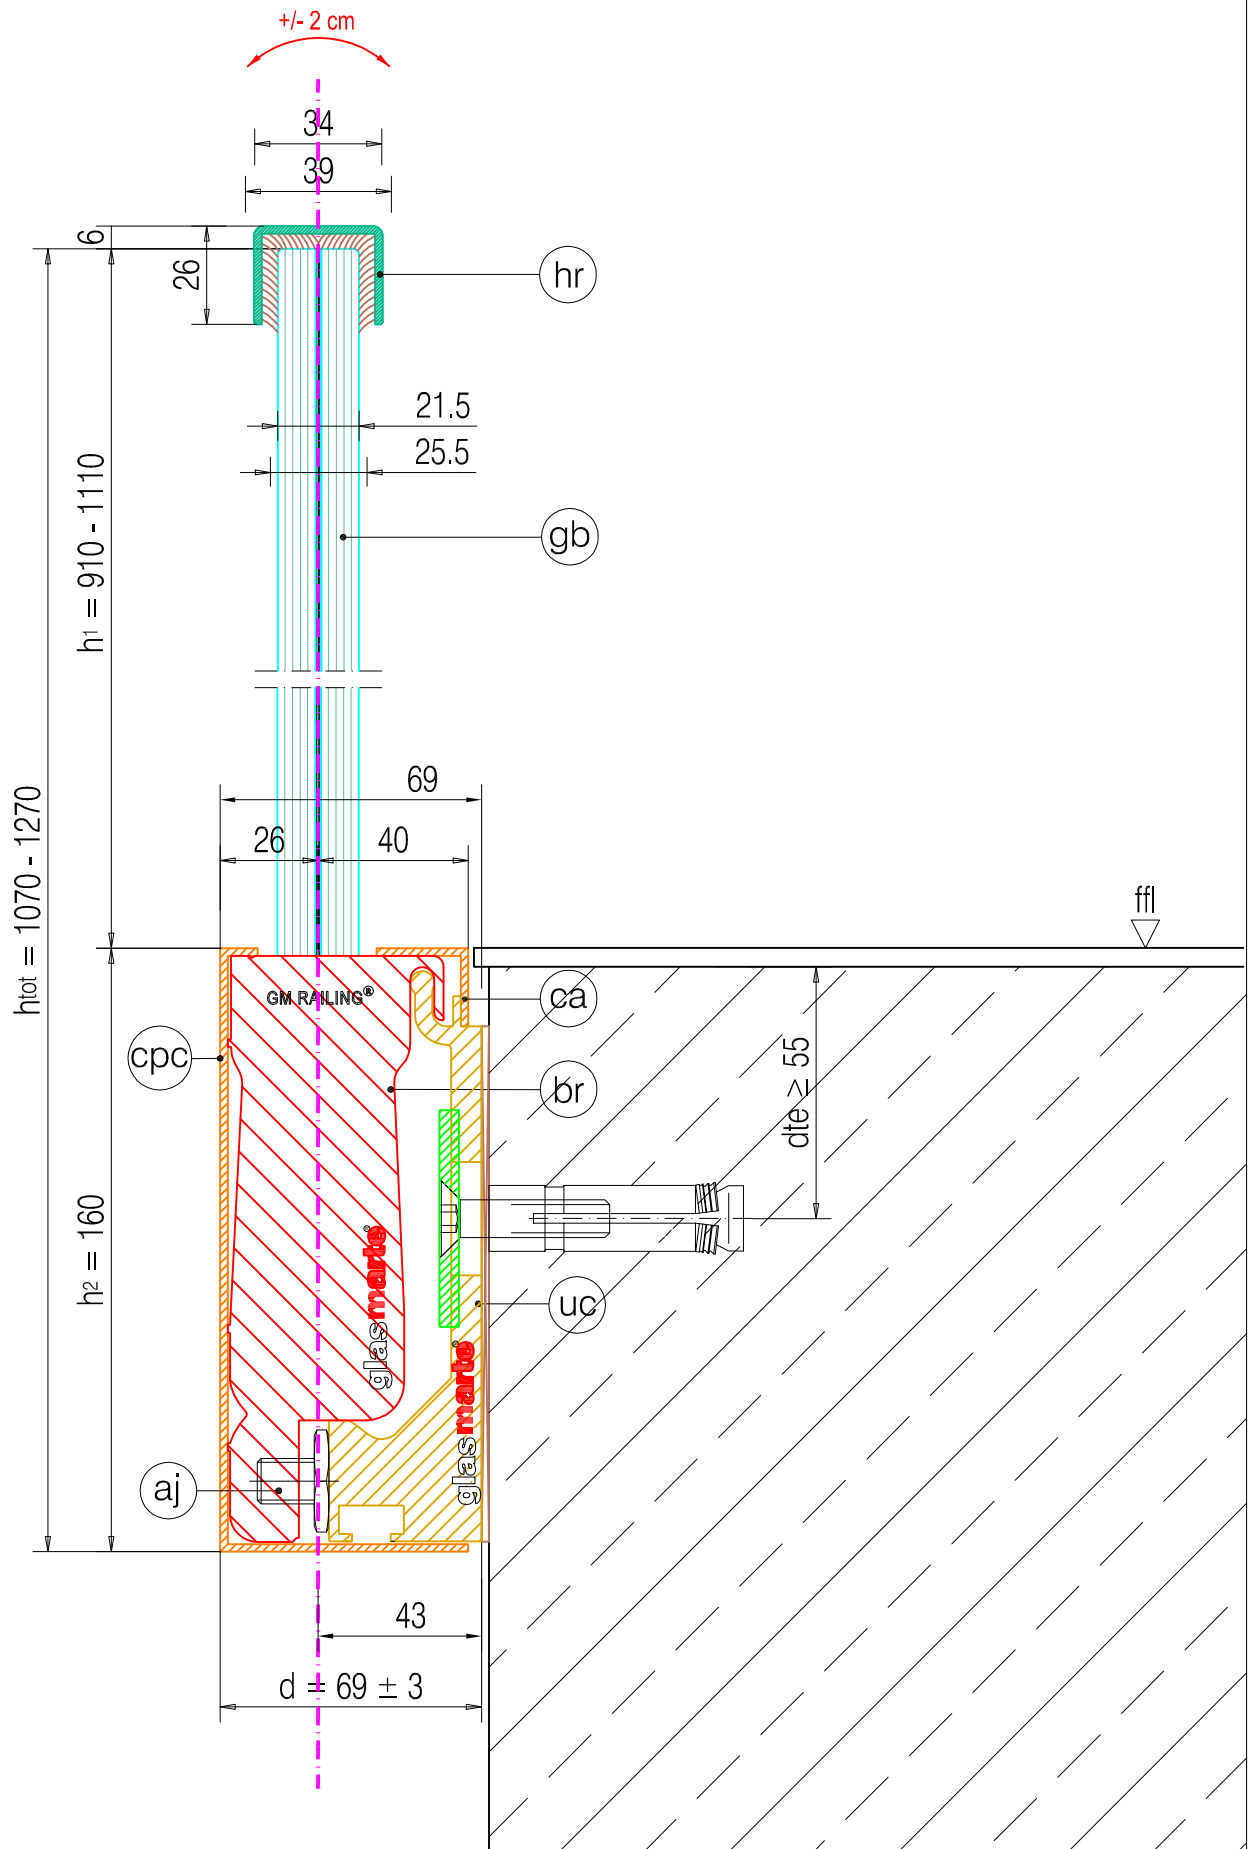 +/- 2 cm
34
39
6
26
hr
21.5
25.5
gb
h1 = 910 - 1110
htot = 1070 - 1270
69
26
40
ffl
GM RAILING®
ca
cpc
br
dte ≥ 55
h2 = 160
glasmarte®
uc
glasmarte®
aj
43
d = 69 ± 3